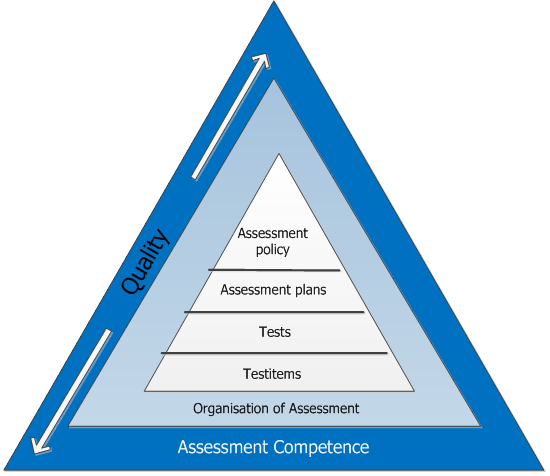 Quality
Assessment
policy
Assessment plans
Tests
Testitems
Organisation of Assessment
Assessment Competence